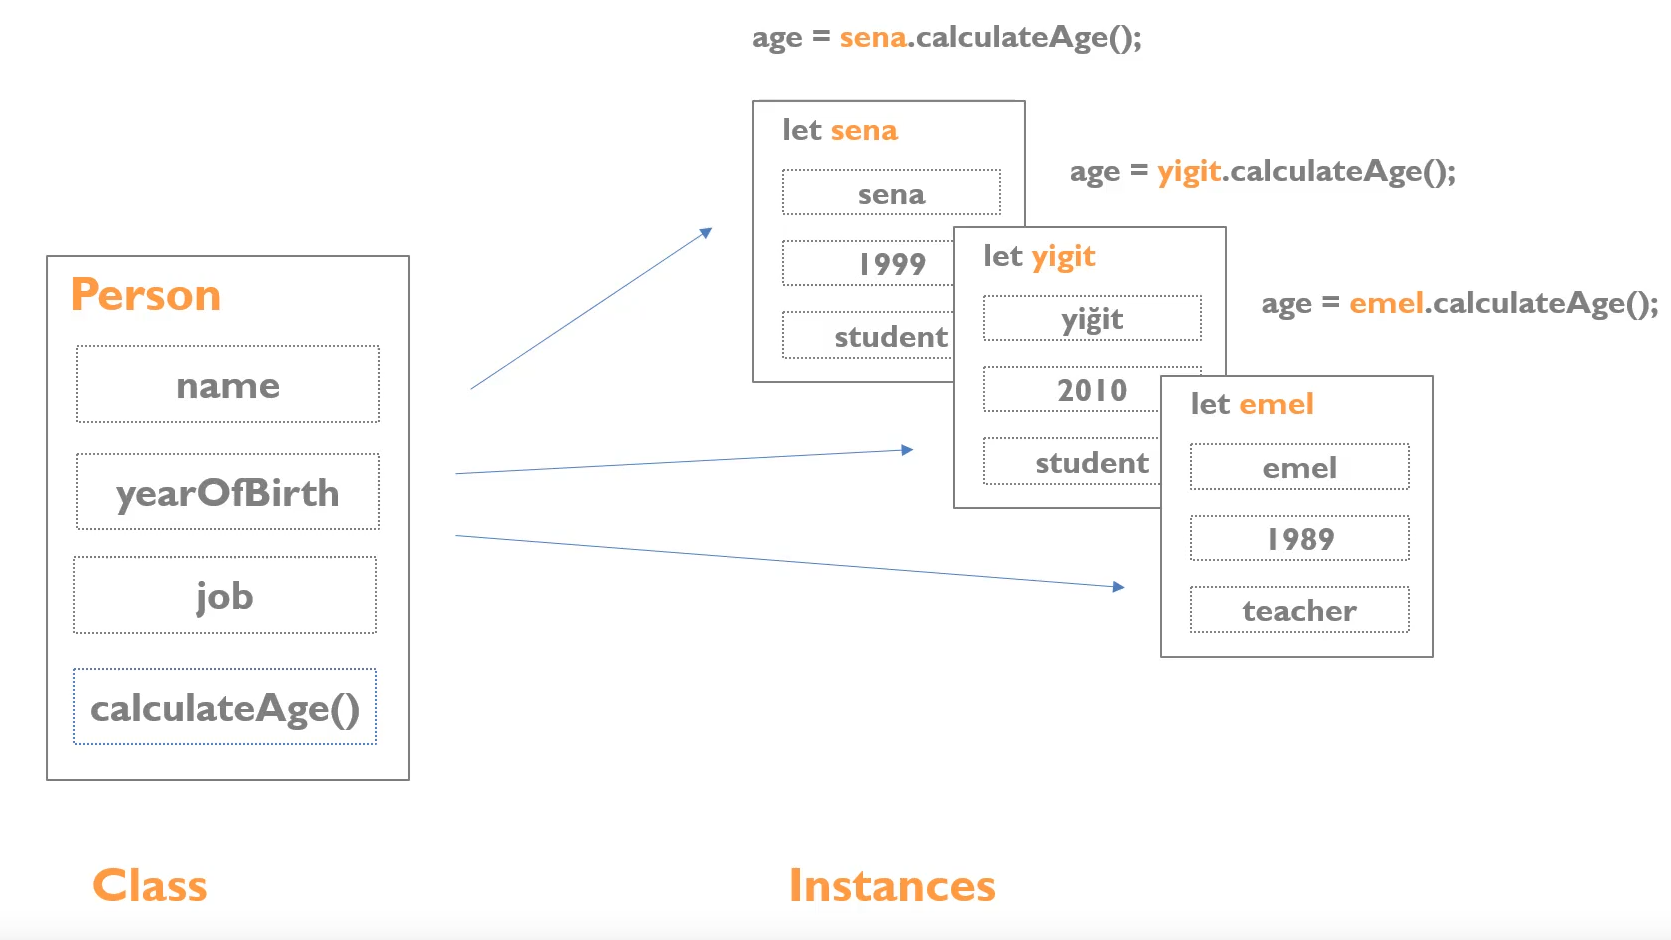 age = sena.calculateAge();
let sena
sena
1999
student
age = yigit.calculateAge();
let yigit
yiğit
2010
student
age = emel.calculateAge();
let emel
emel
1989
teacher
Person
name
yearOfBirth
job
calculateAge()
Class
Instances